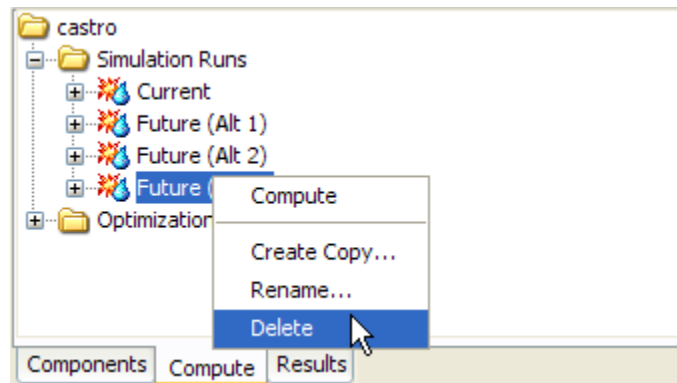 castro
Simulation Runs
Current
Future (Alt 1)
Future (Alt 2)
Future (
Compute
Optimization
Create Copy...
Rename...
Delete
Components Compute Results